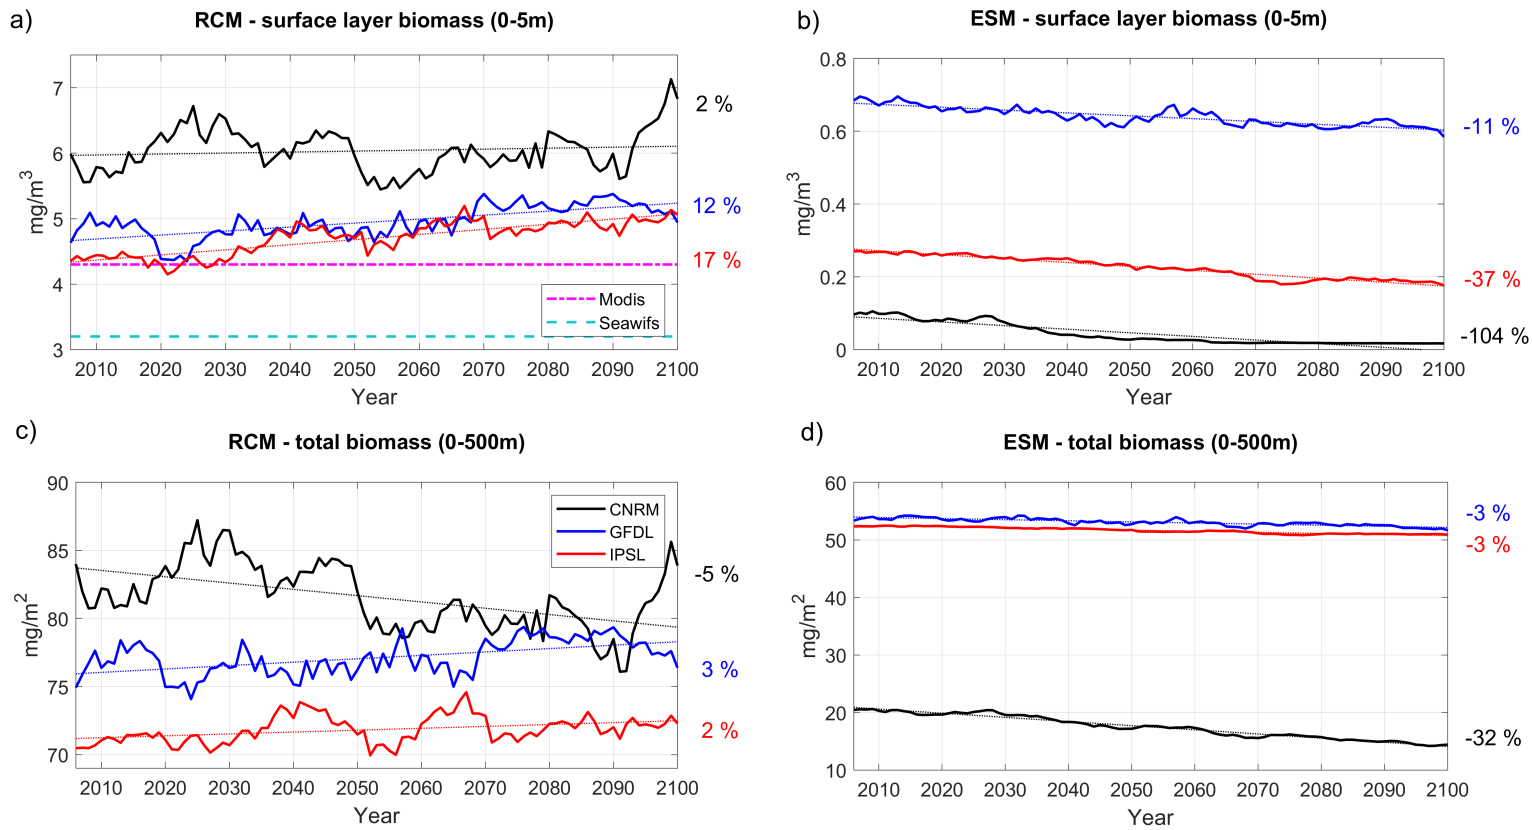 a)
RCM - surface layer biomass (0-5m)
7
6
5
4
3
mg/m3
2 %
12 %
17 %
Modis
Seawifs
2010 2020 2030 2040 2050 2060 2070 2080 2090 2100
Year
b)
ESM - surface layer biomass (0-5m)
0.8
0.6
0.4
0.2
0
mg/m3
-11 %
-37 %
-104 %
2010 2020 2030 2040 2050 2060 2070 2080 2090 2100
Year
c)
RCM - total biomass (0-500m)
90
85
80
75
70
mg/m2
CNRM
GFDL
IPSL
-5 %
3 %
2 %
2010 2020 2030 2040 2050 2060 2070 2080 2090 2100
Year
d)
ESM - total biomass (0-500m)
60
50
40
30
20
10
mg/m2
-3 %
-3 %
-32 %
2010 2020 2030 2040 2050 2060 2070 2080 2090 2100
Year